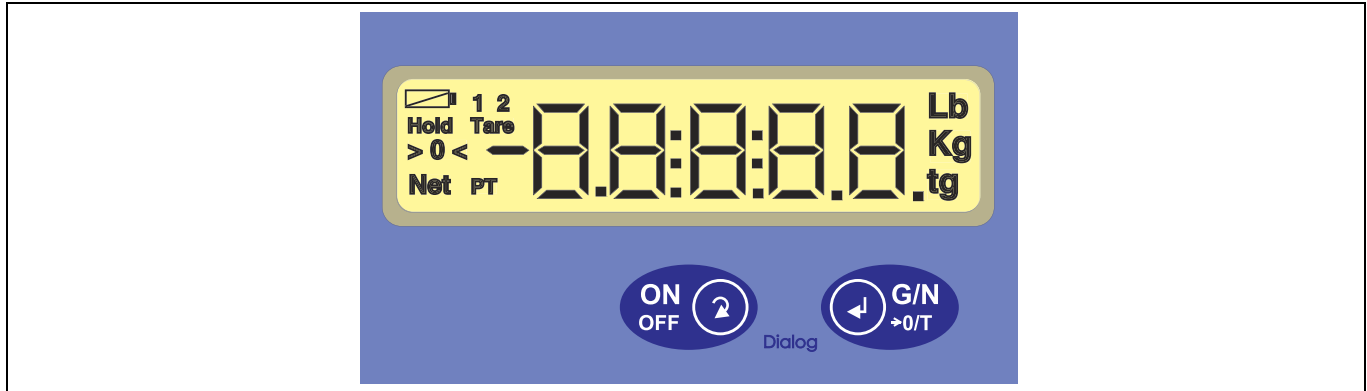 1 2
Hold Tare
> 0 <
Net PT
-8.8:8:8.8.
Lb
Kg
tg
ON
OFF
G/N
→0/T
Dialog